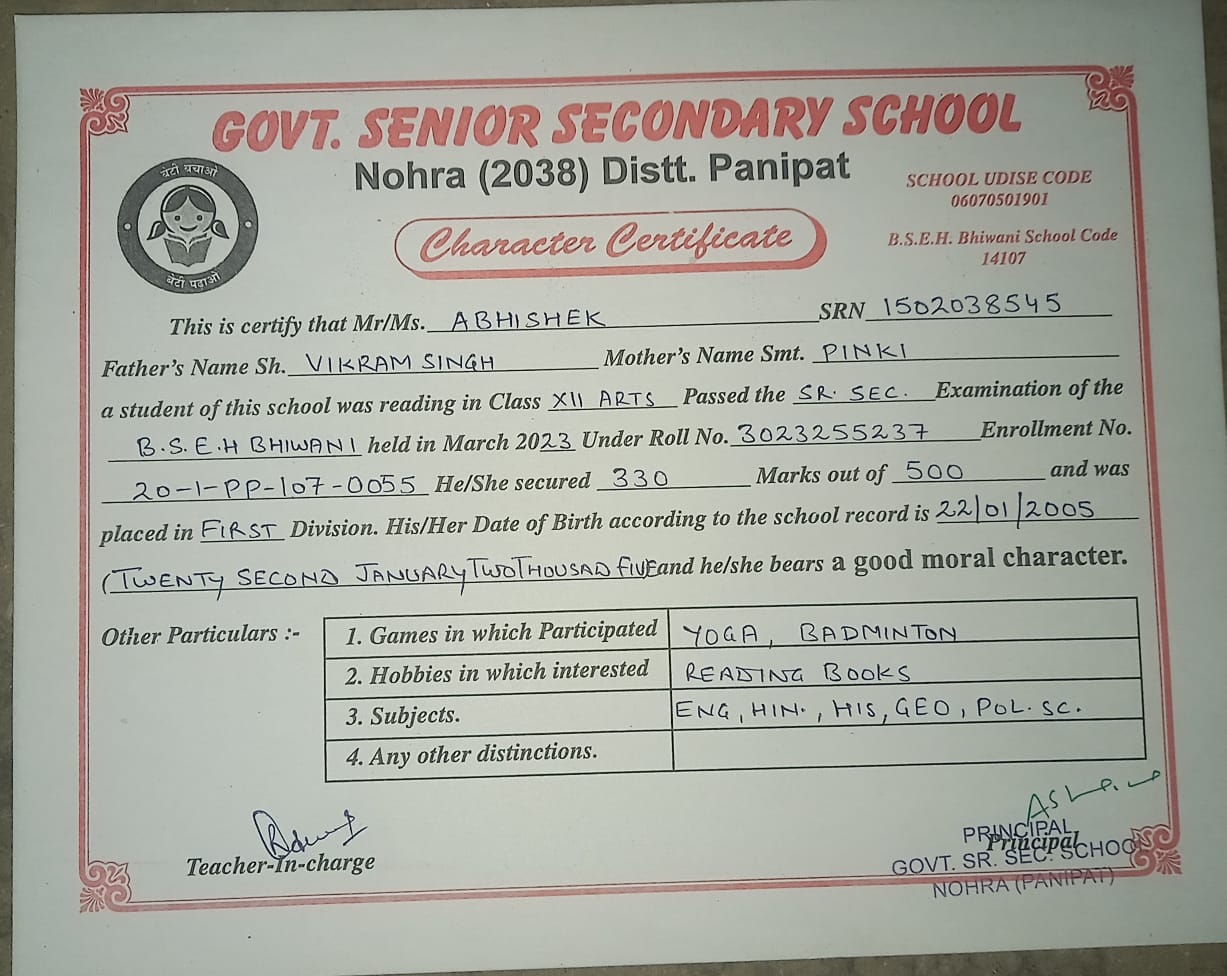 GOVT. SENIOR SECONDARY SCHOOL
Nohra (2038) Distt. Panipat
बेटी बचाओ
बेटी पढ़ाओ
SCHOOL UDISE CODE
06070501901
B.S.E.H. Bhiwani School Code
14107
Character Certificate
This is certify that Mr/Ms. ABHISHEK SRN 1502038545
Father's Name Sh. VIKRAM SINGH Mother's Name Smt. PINKI
a student of this school was reading in Class XII ARTS Passed the SR. SEC. Examination of the
B.S.E.H BHIWANI held in March 2023 Under Roll No. 3023255237 Enrollment No.
20-1-PP-107-0055 He/She secured 330 Marks out of 500 and was
placed in FIRST Division. His/Her Date of Birth according to the school record is 22/01/2005
(TWENTY SECOND JANUARY TWO THOUSAD FIVE and he/she bears a good moral character.
Other Particulars :-
1. Games in which Participated YOGA, BADMINTON
2. Hobbies in which interested READING BOOKS
3. Subjects. ENG, HIN., HIS, GEO, POL. SC.
4. Any other distinctions.
Teacher-In-charge
Principal
PRINCIPAL
GOVT. SR. SEC. SCHOOL
NOHRA (PANIPAT)